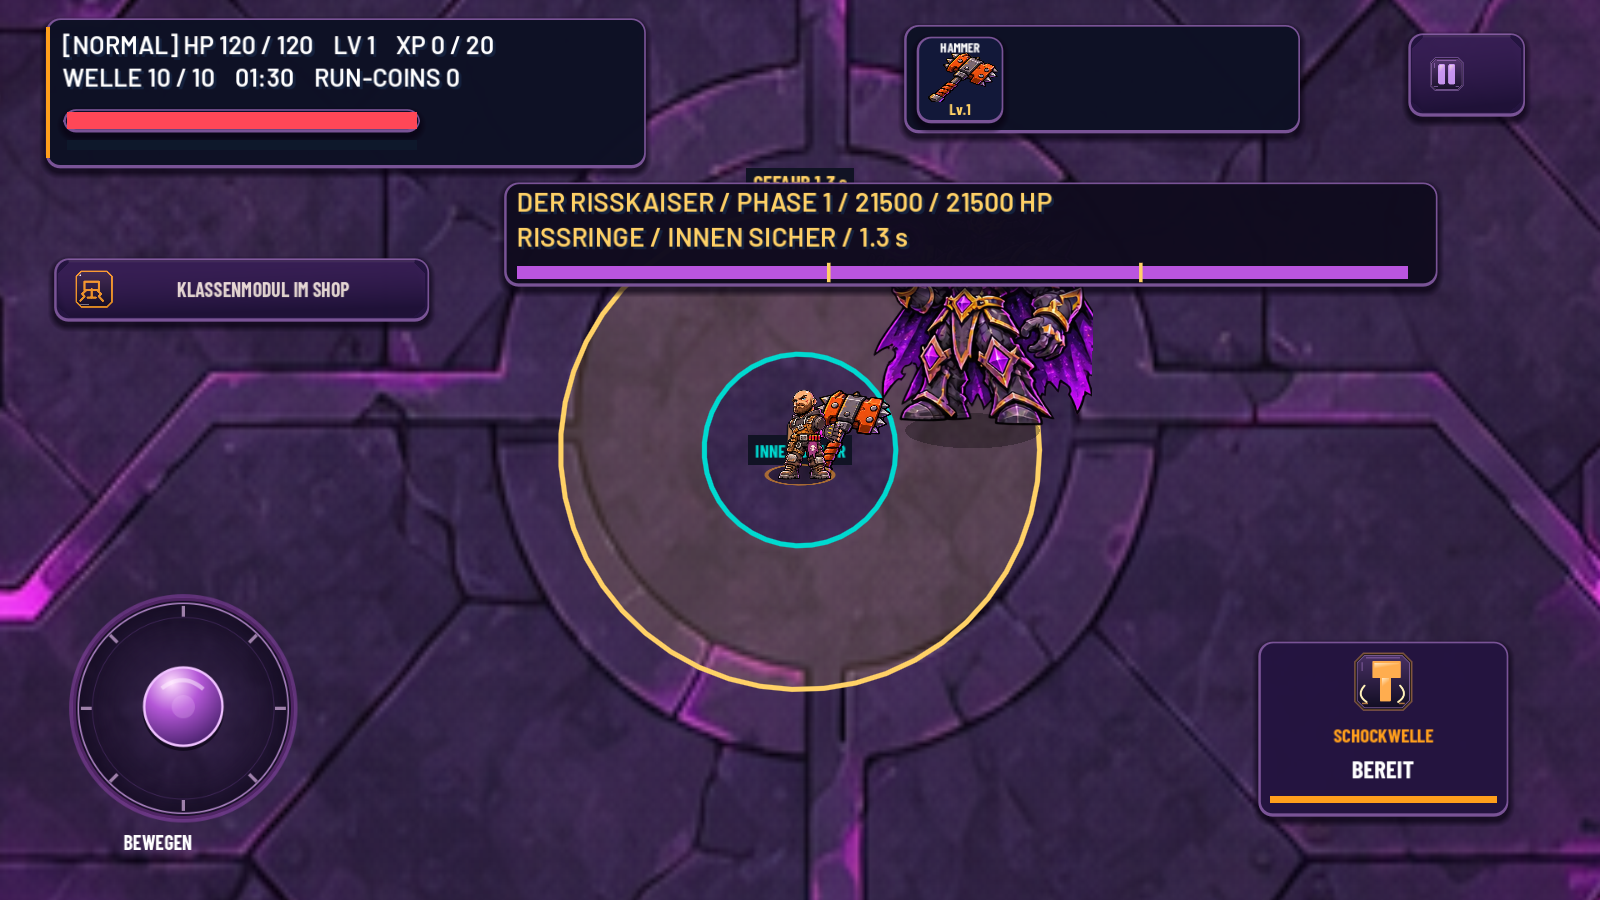 [NORMAL] HP 120 / 120 LV 1 XP 0 / 20
WELLE 10 / 10 01:30 RUN-COINS 0
HAMMER
Lv.1
DER RISSKAISER / PHASE 1 / 21500 / 21500 HP
RISSRINGE / INNEN SICHER / 1.3 s
KLASSENMODUL IM SHOP
SCHOCKWELLE
BEREIT
BEWEGEN